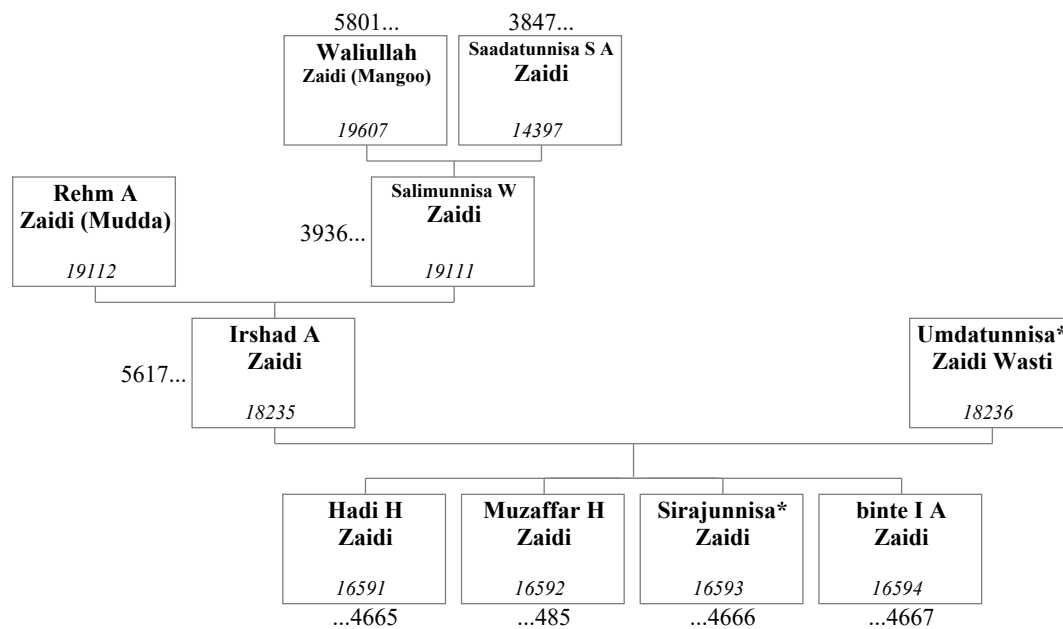 5801...
3847...
Waliullah
Zaidi (Mangoo)
19607
Saadatunnisa S A
Zaidi
14397
Rehm A
Zaidi (Mudda)
19112
3936...
Salimunnisa W
Zaidi
19111
5617...
Irshad A
Zaidi
18235
Umdatunnisa*
Zaidi Wasti
18236
Hadi H
Zaidi
16591
...4665
Muzaffar H
Zaidi
16592
...485
Sirajunnisa*
Zaidi
16593
...4666
binte I A
Zaidi
16594
...4667